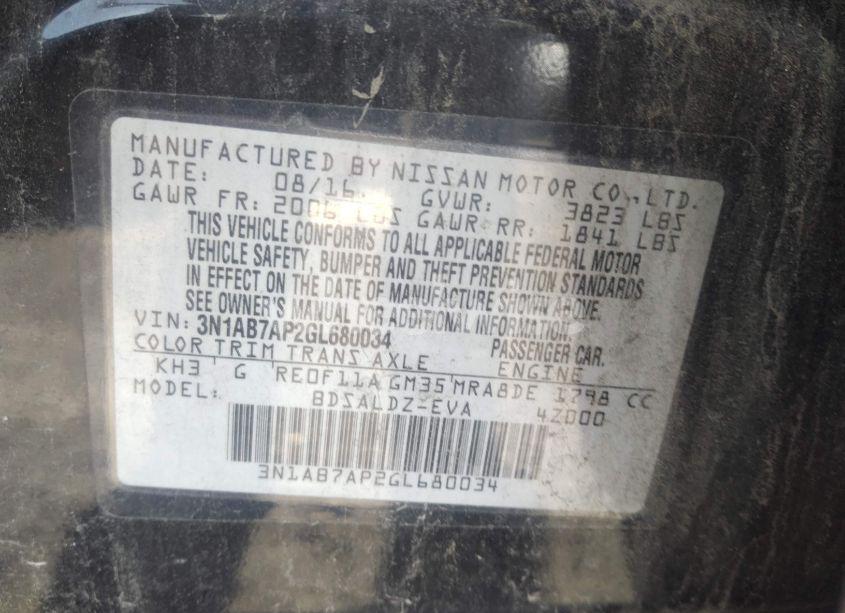 MANUFACTURED BY NISSAN MOTOR CO.,LTD.
DATE: 08/16 GVWR: 3823 LBS
GAWR FR: 2006 LBS GAWR RR: 1841 LBS
THIS VEHICLE CONFORMS TO ALL APPLICABLE FEDERAL MOTOR
VEHICLE SAFETY, BUMPER AND THEFT PREVENTION STANDARDS
IN EFFECT ON THE DATE OF MANUFACTURE SHOWN ABOVE.
SEE OWNER'S MANUAL FOR ADDITIONAL INFORMATION.
VIN: 3N1AB7AP2GL680034 PASSENGER CAR.
COLOR TRIM TRANS AXLE ENGINE
KH3 G RE0F11A GM35 MRA8DE 1798 CC
MODEL: BDSALDZ-EVA 4Z000
3N1AB7AP2GL680034